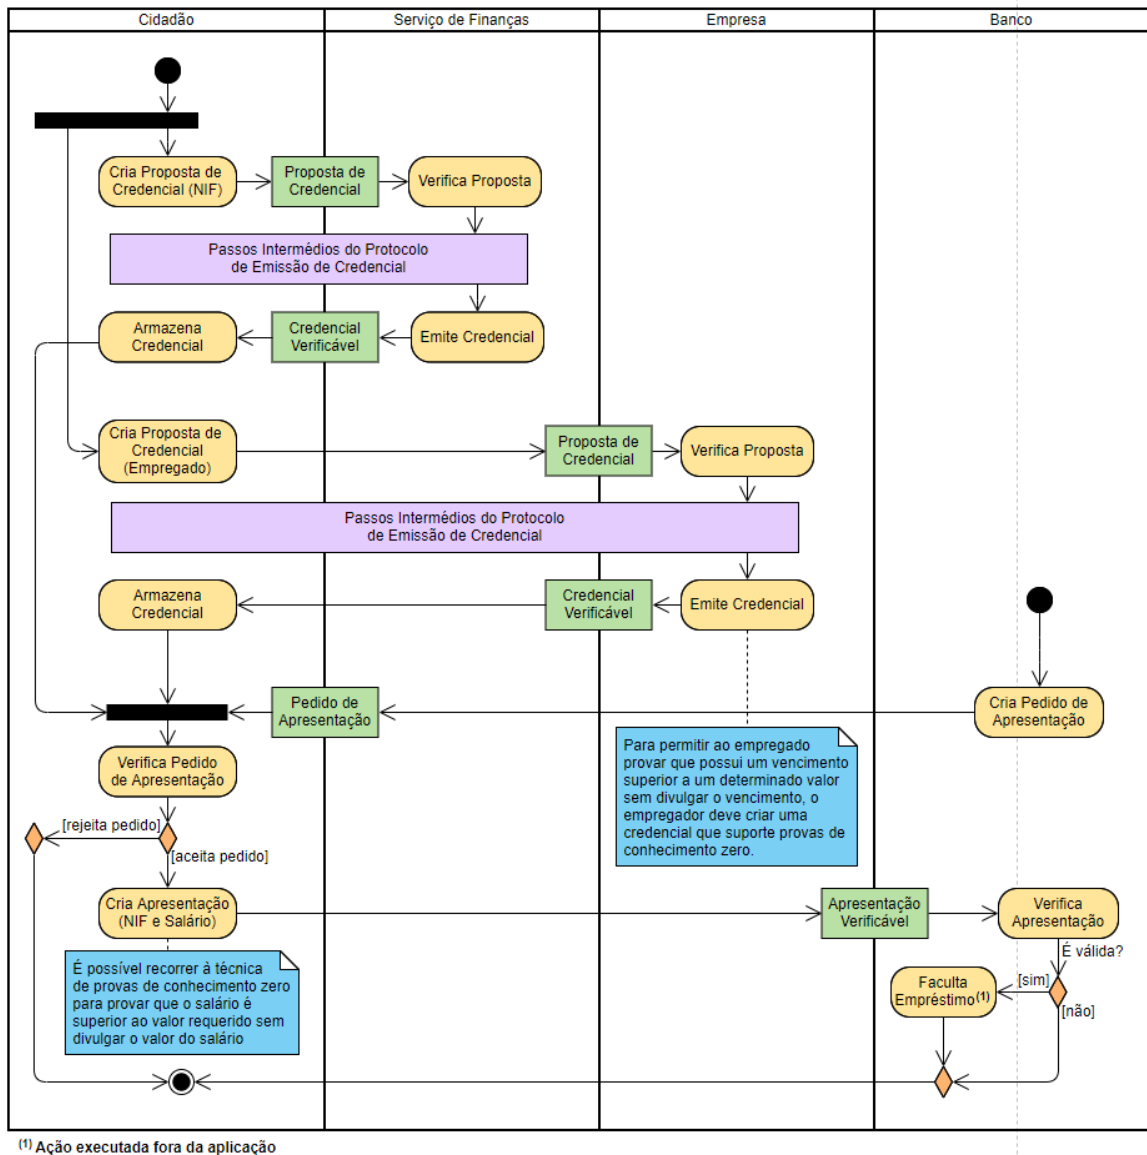 Cidadão
Serviço de Finanças
Empresa
Banco
Cria Proposta de
Credencial (NIF)
Proposta de
Credencial
Verifica Proposta
Passos Intermédios do Protocolo
de Emissão de Credencial
Armazena
Credencial
Credencial
Verificável
Emite Credencial
Cria Proposta de
Credencial
(Empregado)
Proposta de
Credencial
Verifica Proposta
Passos Intermédios do Protocolo
de Emissão de Credencial
Armazena
Credencial
Credencial
Verificável
Emite Credencial
Pedido de
Apresentação
Cria Pedido de
Apresentação
Verifica Pedido
de Apresentação
Para permitir ao empregado
provar que possui um vencimento
superior a um determinado valor
sem divulgar o vencimento, o
empregador deve criar uma
credencial que suporte provas de
conhecimento zero.
[rejeita pedido]
[aceita pedido]
Cria Apresentação
(NIF e Salário)
Apresentação
Verificável
Verifica
Apresentação
É possível recorrer à técnica
de provas de conhecimento zero
para provar que o salário é
superior ao valor requerido sem
divulgar o valor do salário
É válida?
[sim]
[não]
Faculta
Empréstimo(1)
(1) Ação executada fora da aplicação